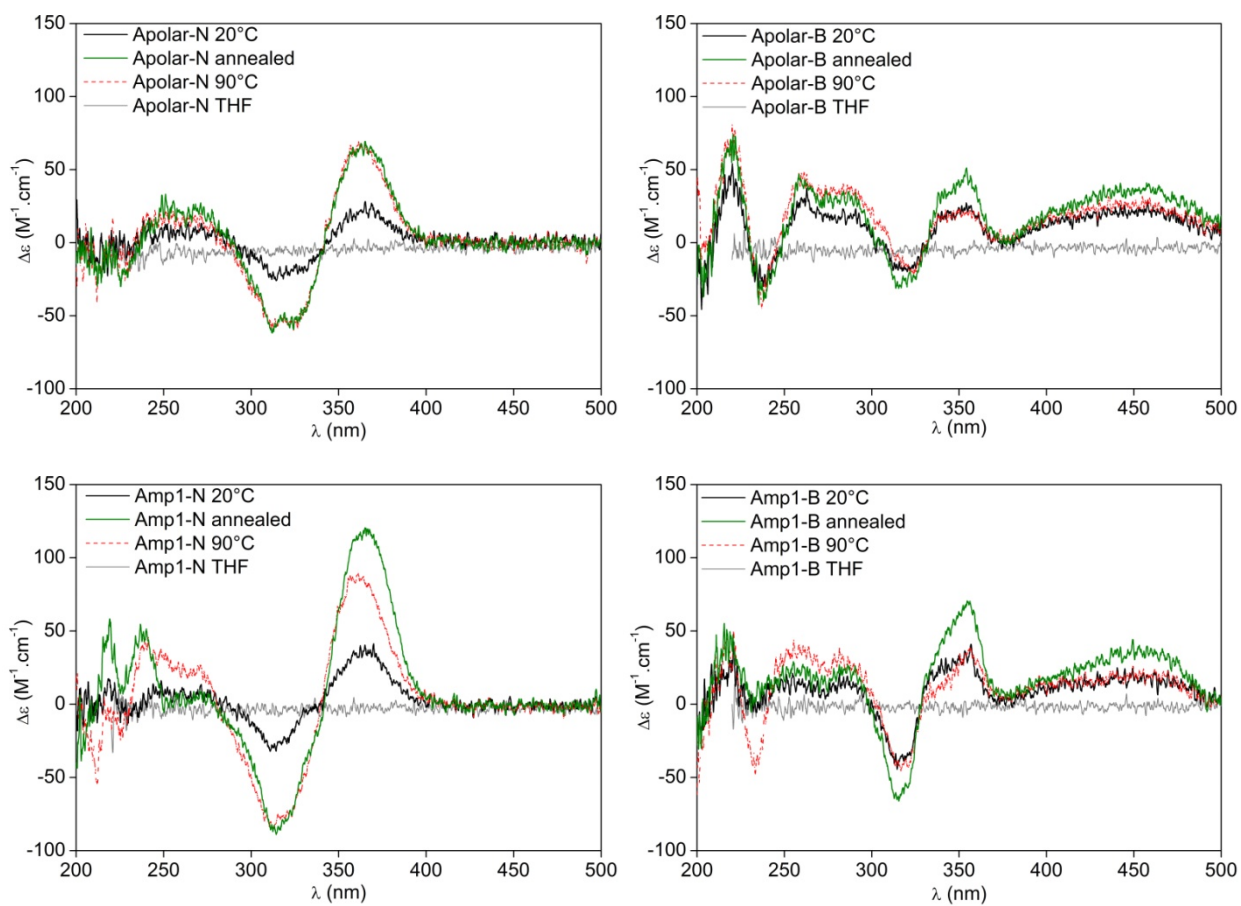 Apolar-N 20°C
Apolar-N annealed
Apolar-N 90°C
Apolar-N THF
150
100
50
0
-50
-100
Δε (M⁻¹.cm⁻¹)
200 250 300 350 400 450 500
λ (nm)
Apolar-B 20°C
Apolar-B annealed
Apolar-B 90°C
Apolar-B THF
150
100
50
0
-50
-100
Δε (M⁻¹.cm⁻¹)
200 250 300 350 400 450 500
λ (nm)
Amp1-N 20°C
Amp1-N annealed
Amp1-N 90°C
Amp1-N THF
150
100
50
0
-50
-100
Δε (M⁻¹.cm⁻¹)
200 250 300 350 400 450 500
λ (nm)
Amp1-B 20°C
Amp1-B annealed
Amp1-B 90°C
Amp1-B THF
150
100
50
0
-50
-100
Δε (M⁻¹.cm⁻¹)
200 250 300 350 400 450 500
λ (nm)